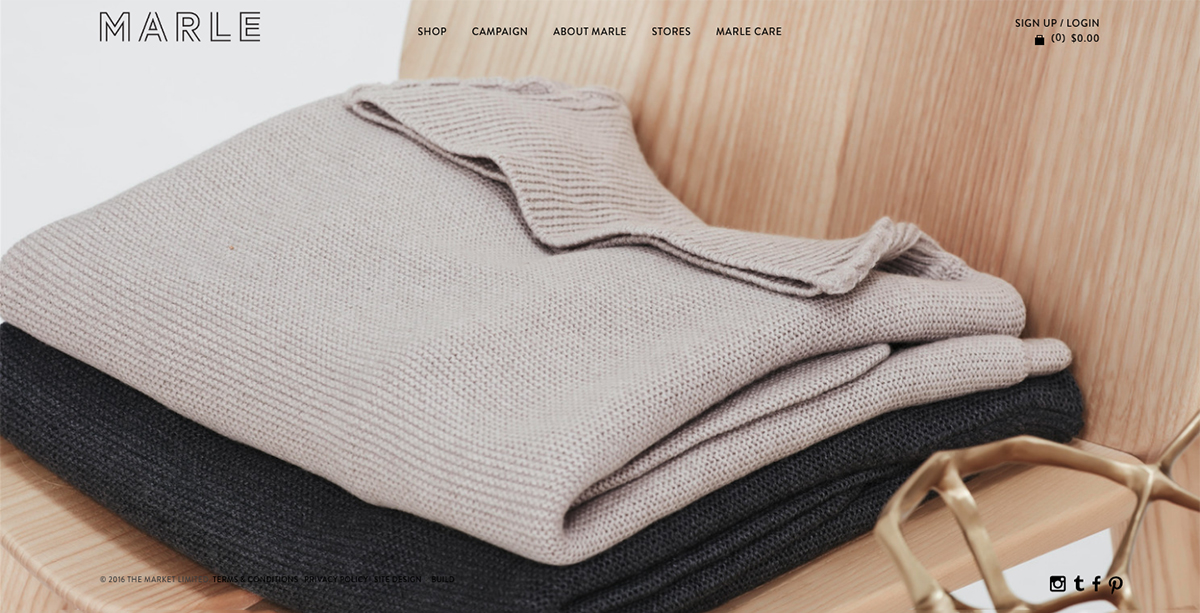 MARLE
SHOP CAMPAIGN ABOUT MARLE STORES MARLE CARE
SIGN UP / LOGIN
(0) $0.00
© 2016 THE MARKET LIMITED TERMS & CONDITIONS PRIVACY POLICY SITE DESIGN BUILD